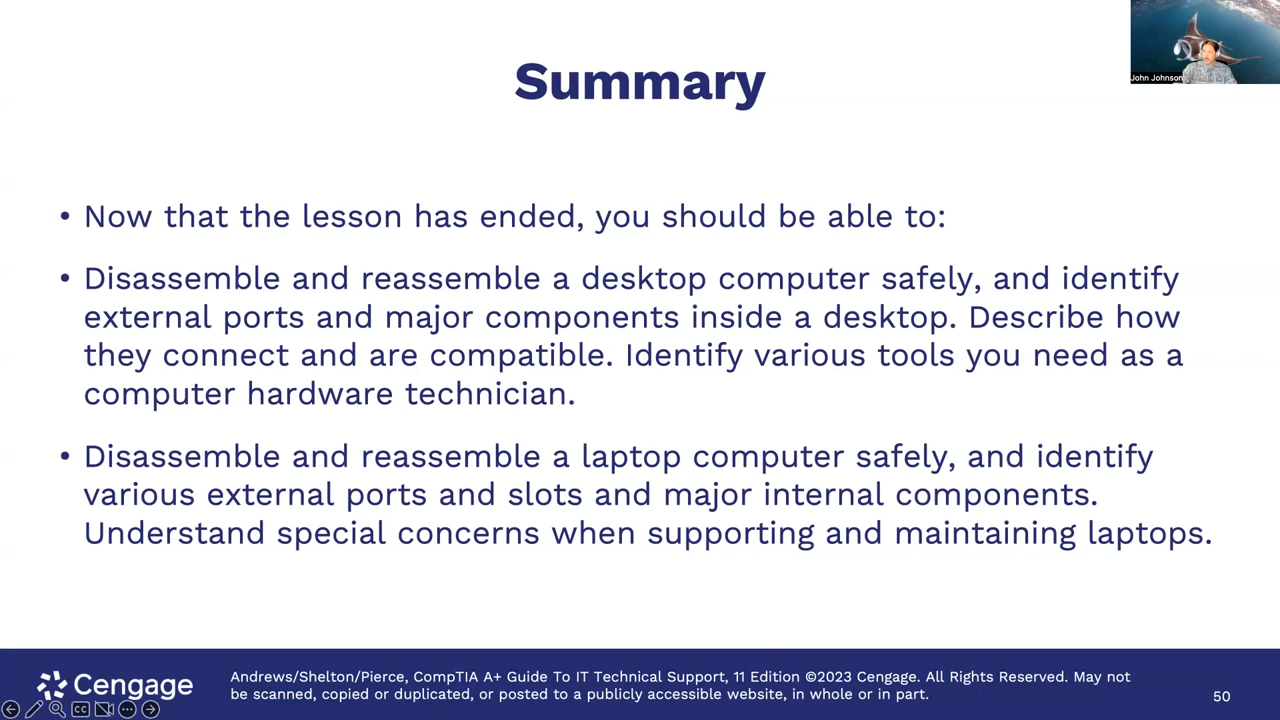 John Johnson
Summary
• Now that the lesson has ended, you should be able to:
• Disassemble and reassemble a desktop computer safely, and identify
external ports and major components inside a desktop. Describe how
they connect and are compatible. Identify various tools you need as a
computer hardware technician.
• Disassemble and reassemble a laptop computer safely, and identify
various external ports and slots and major internal components.
Understand special concerns when supporting and maintaining laptops.
Cengage
Andrews/Shelton/Pierce, CompTIA A+ Guide To IT Technical Support, 11 Edition ©2023 Cengage. All Rights Reserved. May not
be scanned, copied or duplicated, or posted to a publicly accessible website, in whole or in part.
50
CC